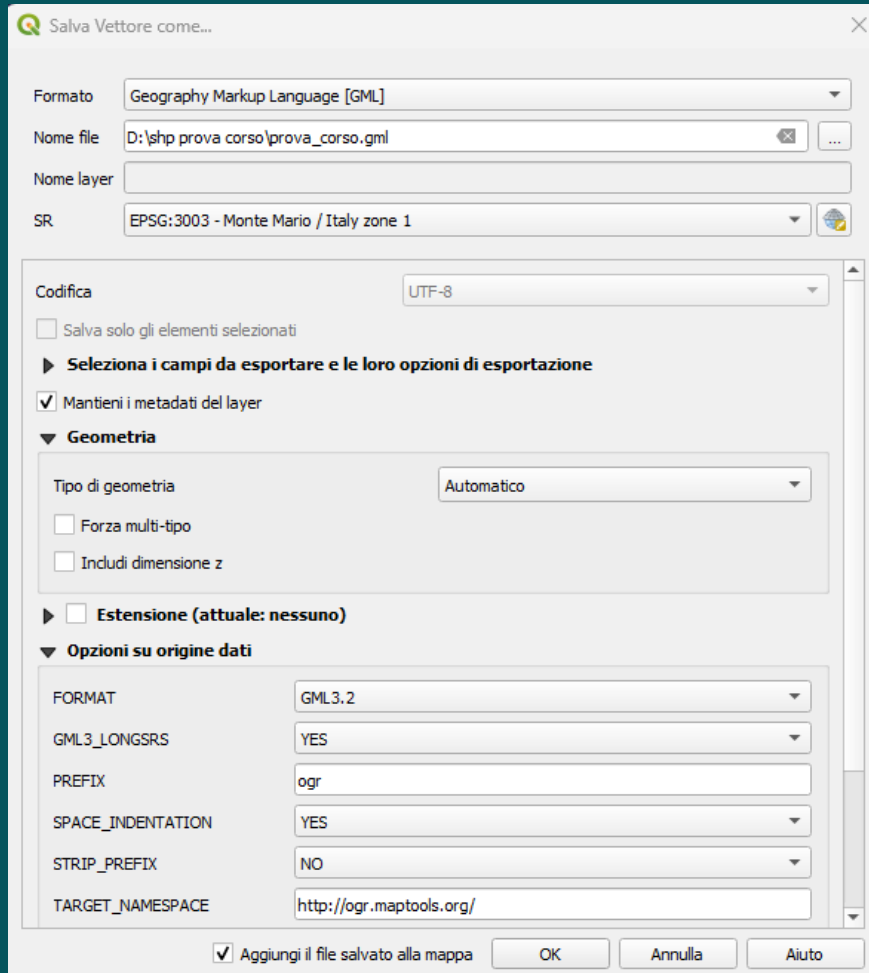 Salva Vettore come...
Formato Geography Markup Language [GML]
Nome file D:\shp prova corso\prova_corso.gml ...
Nome layer
SR EPSG:3003 - Monte Mario / Italy zone 1
Codifica UTF-8
Salva solo gli elementi selezionati
Seleziona i campi da esportare e le loro opzioni di esportazione
Mantieni i metadati del layer
Geometria
Tipo di geometria Automatico
Forza multi-tipo
Includi dimensione z
Estensione (attuale: nessuno)
Opzioni su origine dati
FORMAT GML3.2
GML3_LONGSRS YES
PREFIX ogr
SPACE_INDENTATION YES
STRIP_PREFIX NO
TARGET_NAMESPACE http://ogr.maptools.org/
Aggiungi il file salvato alla mappa OK Annulla Aiuto